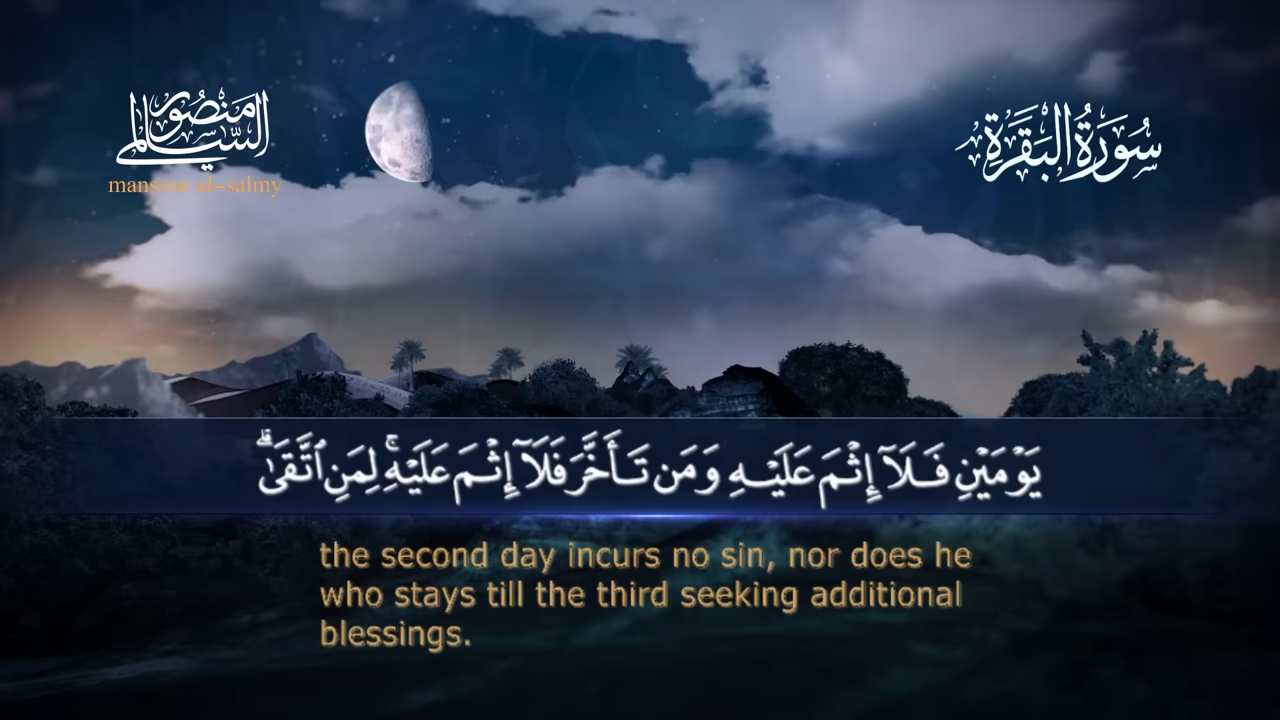 منصور
السالمي
mansour al-salmy
سُورَةُ البَقَرَةِ
يَوْمَيْنِ فَلَآ إِثْمَ عَلَيْهِ وَمَن تَأَخَّرَ فَلَآ إِثْمَ عَلَيْهِ ۚ لِمَنِ ٱتَّقَىٰ ۗ
the second day incurs no sin, nor does he
who stays till the third seeking additional
blessings.